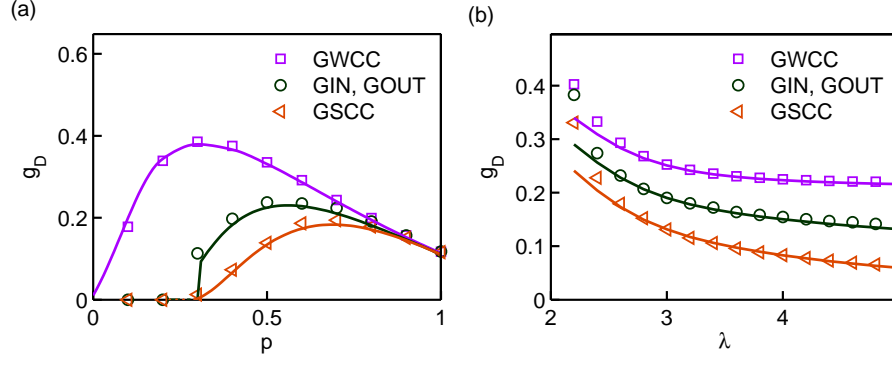 (a)
0.6
0.4
0.2
0
g_D
0
0.5
1
p
GWCC
GIN, GOUT
GSCC
(b)
0.4
0.3
0.2
0.1
0
g_D
2
3
4
λ
GWCC
GIN, GOUT
GSCC